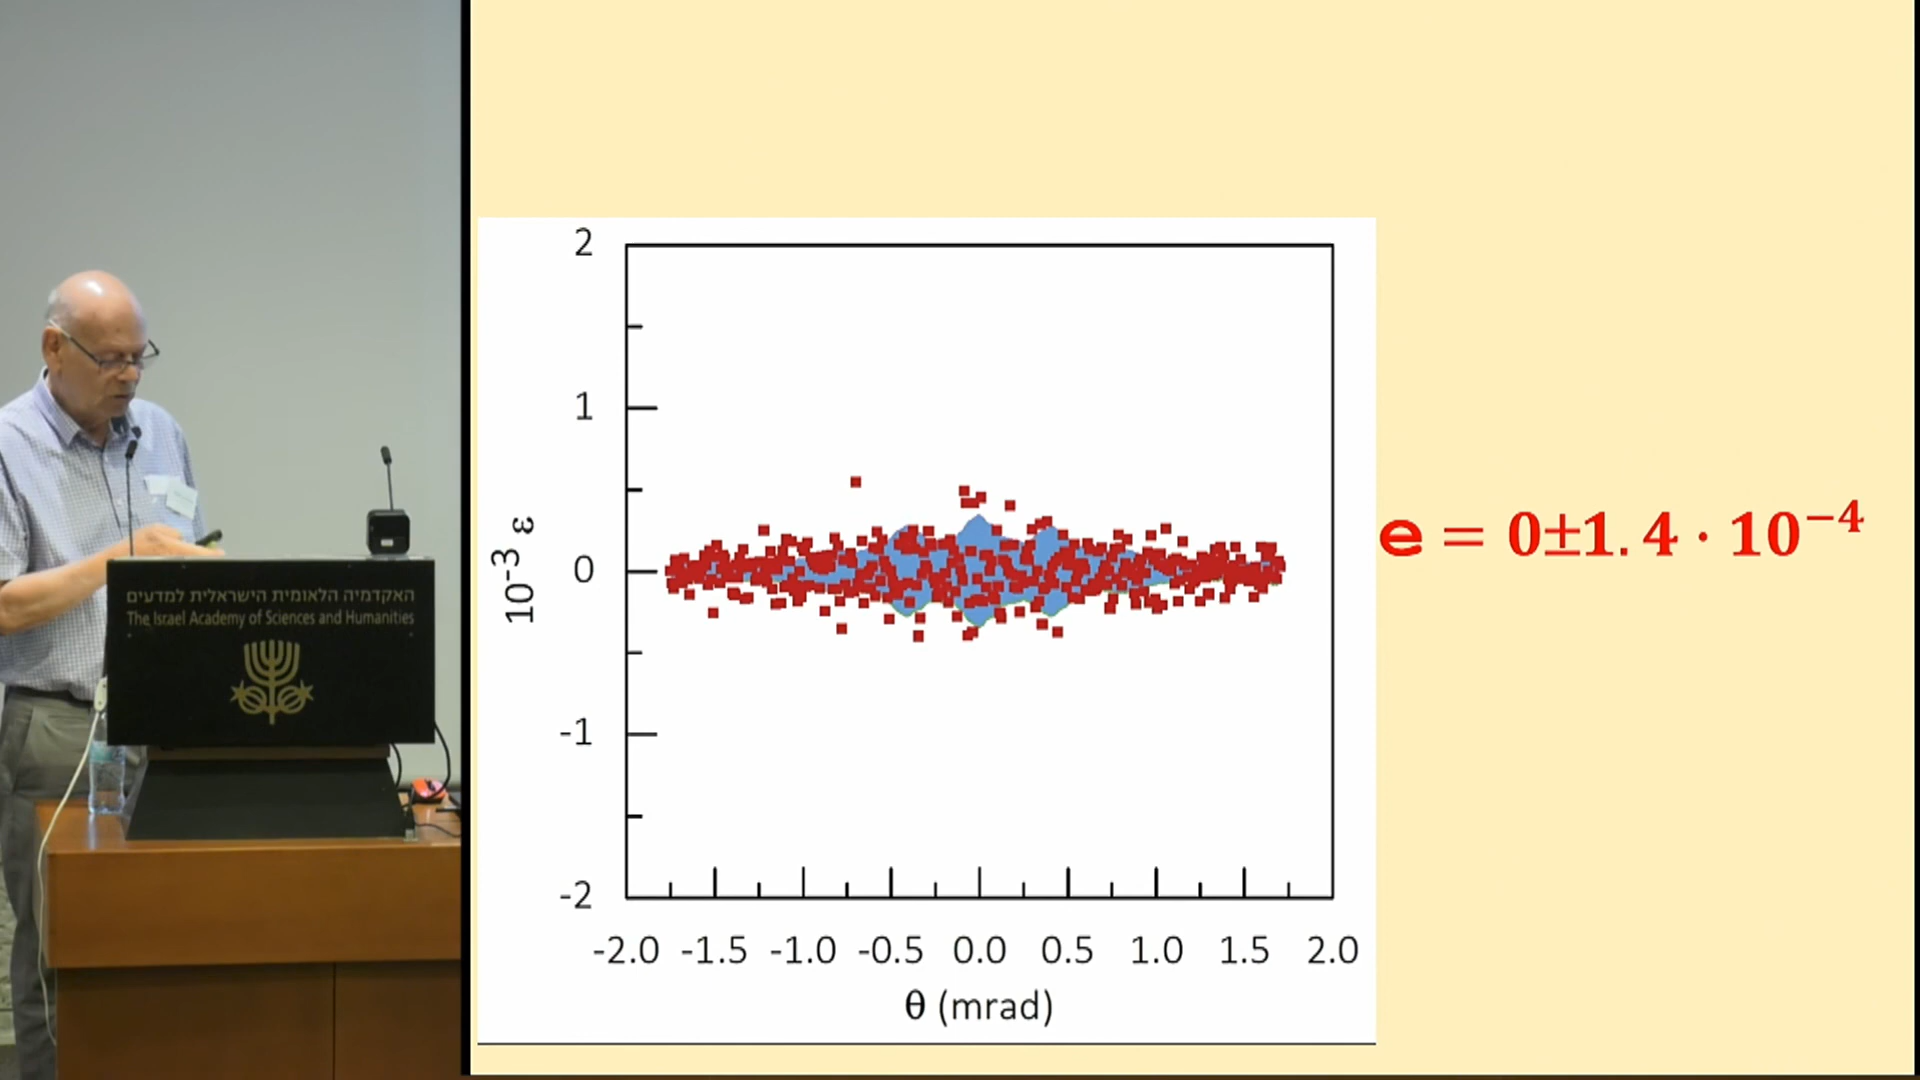 האקדמיה הלאומית הישראלית למדעים
The Israel Academy of Sciences and Humanities
2
1
0
-1
-2
10⁻³ ε
-2.0 -1.5 -1.0 -0.5 0.0 0.5 1.0 1.5 2.0
θ (mrad)
e = 0±1.4 · 10⁻⁴